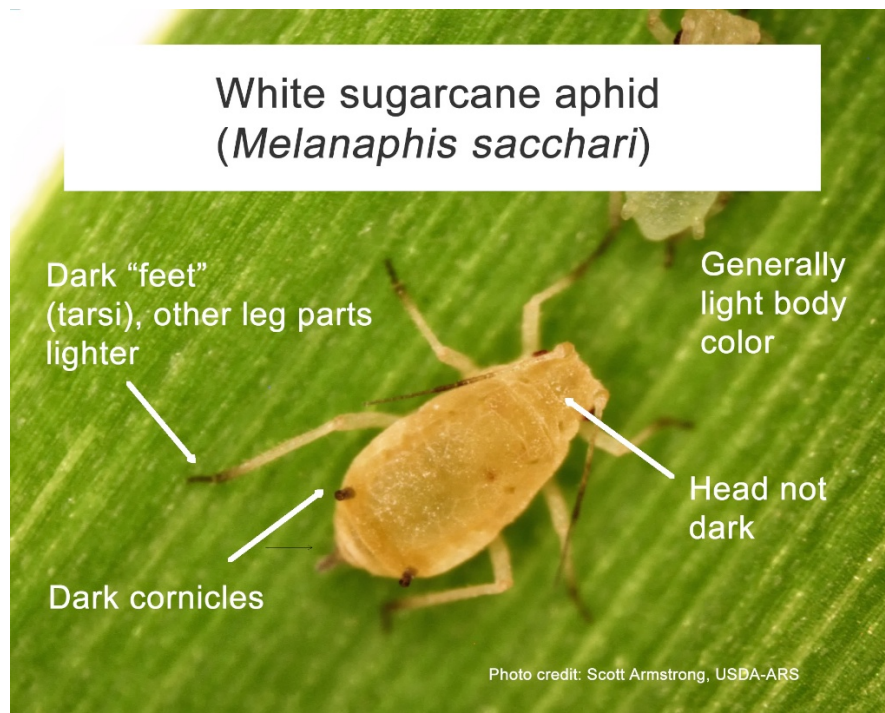 White sugarcane aphid
(Melanaphis sacchari)
Dark “feet”
(tarsi), other leg parts
lighter
Generally
light body
color
Head not
dark
Dark cornicles
Photo credit: Scott Armstrong, USDA-ARS